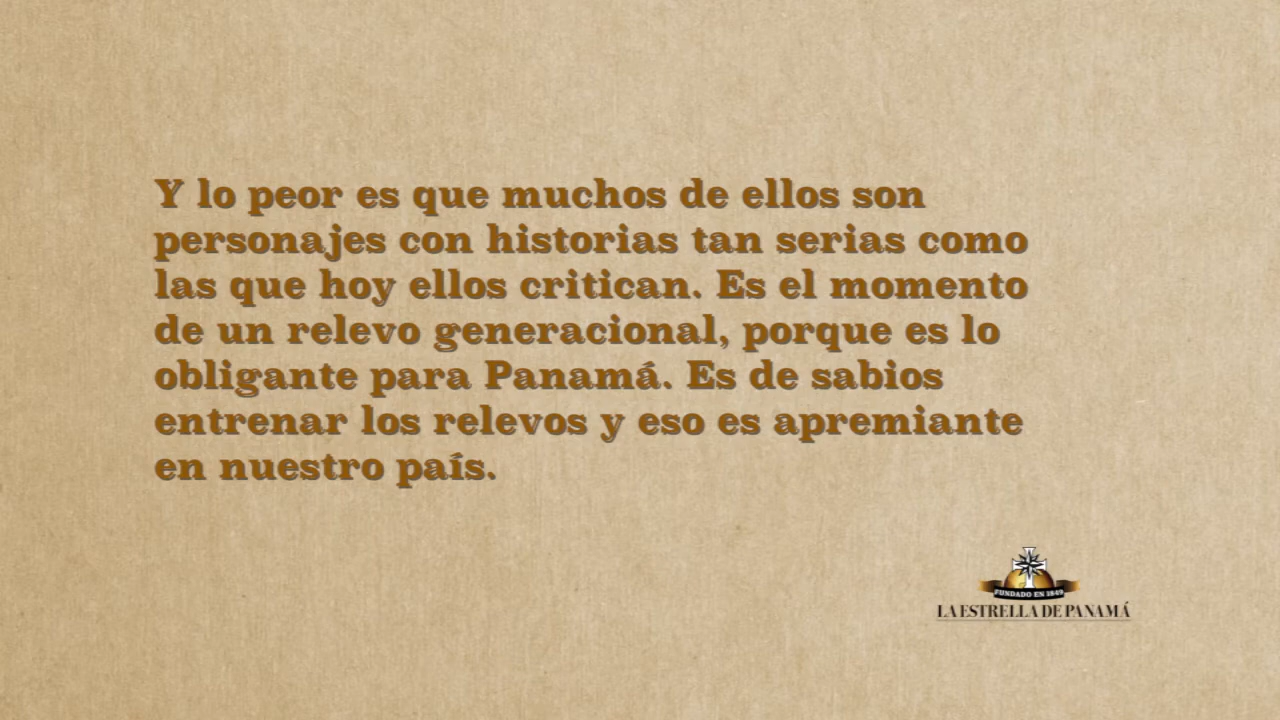 Y lo peor es que muchos de ellos son
personajes con historias tan serias como
las que hoy ellos critican. Es el momento
de un relevo generacional, porque es lo
obligante para Panamá. Es de sabios
entrenar los relevos y eso es apremiante
en nuestro país.
FUNDADO EN 1849
LA ESTRELLA DE PANAMÁ